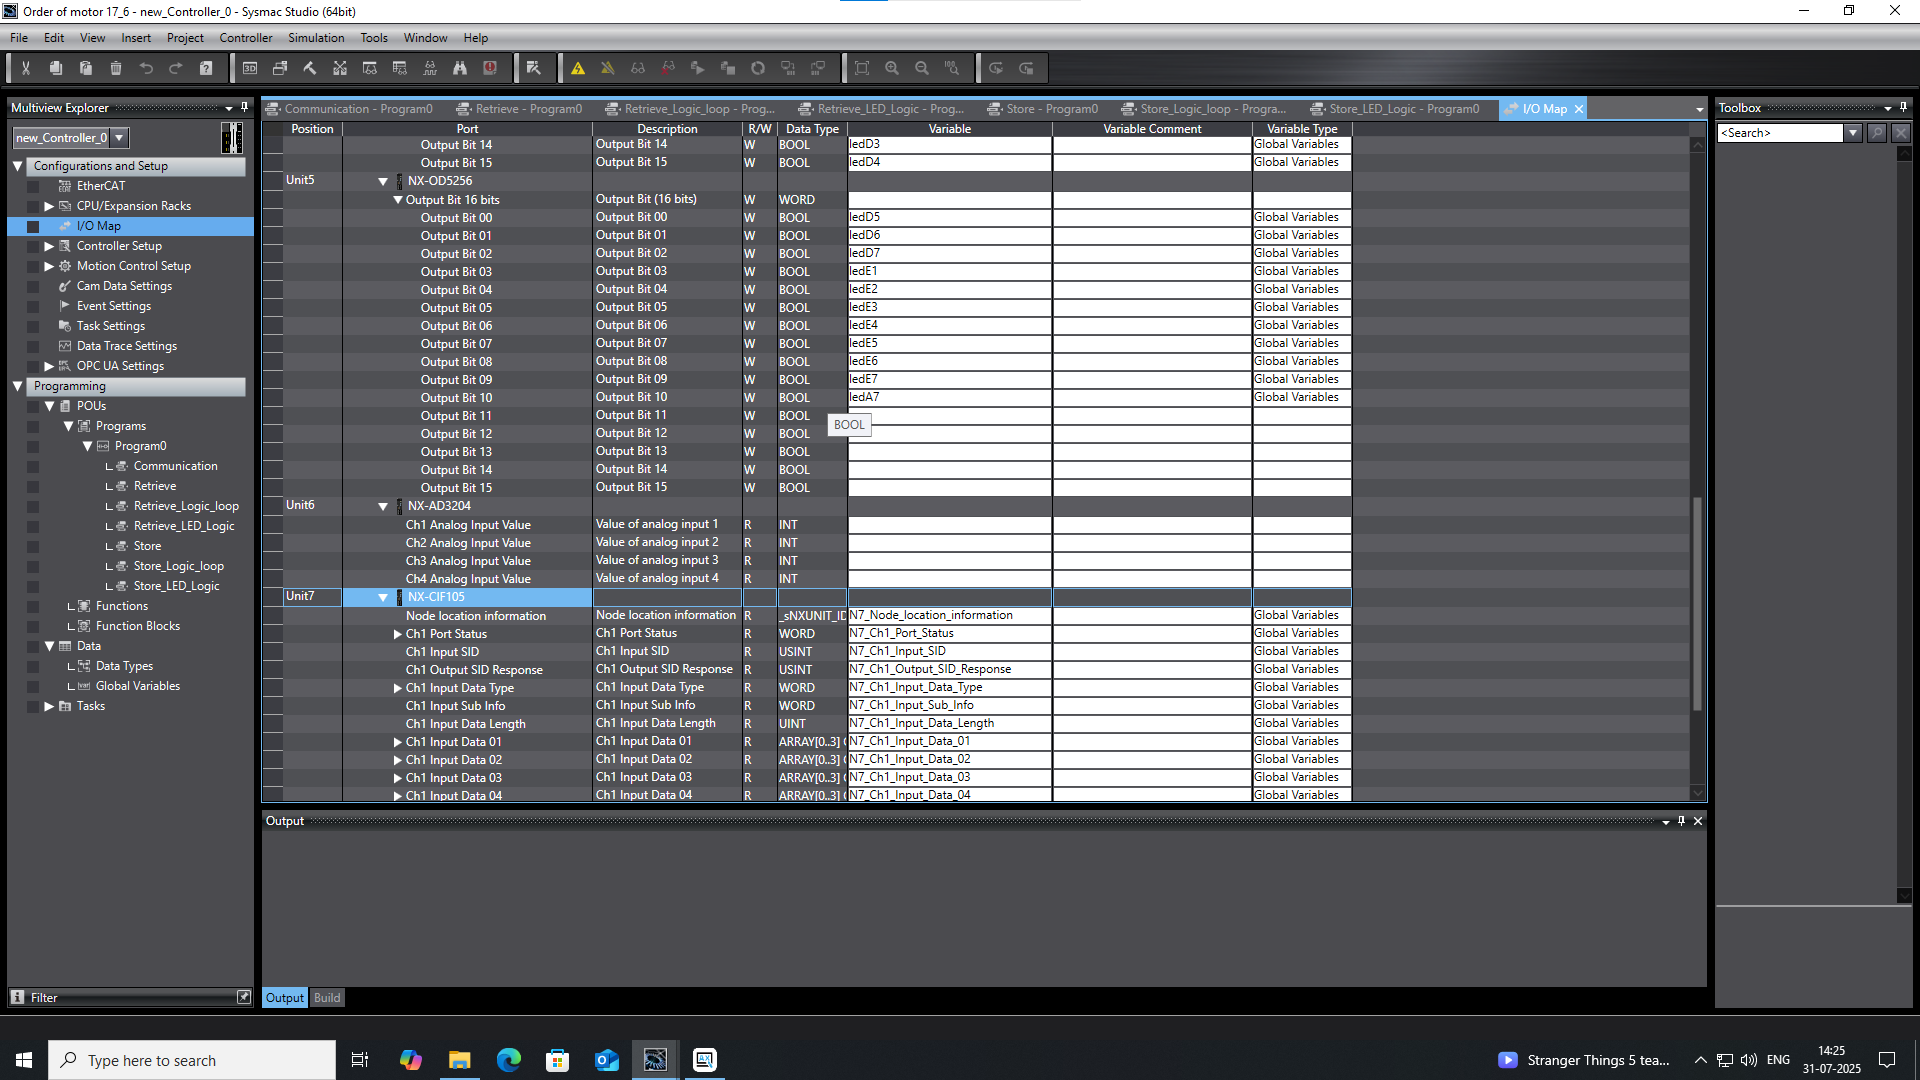 Order of motor 17_6 - new_Controller_0 - Sysmac Studio (64bit)
File Edit View Insert Project Controller Simulation Tools Window Help
Multiview Explorer
new_Controller_0
Configurations and Setup
EtherCAT
CPU/Expansion Racks
I/O Map
Controller Setup
Motion Control Setup
Cam Data Settings
Event Settings
Task Settings
Data Trace Settings
OPC UA Settings
Programming
POUs
Programs
Program0
Communication
Retrieve
Retrieve_Logic_loop
Retrieve_LED_Logic
Store
Store_Logic_loop
Store_LED_Logic
Functions
Function Blocks
Data
Data Types
Global Variables
Tasks
Filter
Communication - Program0 Retrieve - Program0 Retrieve_Logic_loop - Prog... Retrieve_LED_Logic - Prog... Store - Program0 Store_Logic_loop - Progra... Store_LED_Logic - Program0 I/O Map
Position Port Description R/W Data Type Variable Variable Comment Variable Type
Output Bit 14 Output Bit 14 W BOOL ledD3 Global Variables
Output Bit 15 Output Bit 15 W BOOL ledD4 Global Variables
Unit5 NX-OD5256
Output Bit 16 bits Output Bit (16 bits) W WORD
Output Bit 00 Output Bit 00 W BOOL ledD5 Global Variables
Output Bit 01 Output Bit 01 W BOOL ledD6 Global Variables
Output Bit 02 Output Bit 02 W BOOL ledD7 Global Variables
Output Bit 03 Output Bit 03 W BOOL ledE1 Global Variables
Output Bit 04 Output Bit 04 W BOOL ledE2 Global Variables
Output Bit 05 Output Bit 05 W BOOL ledE3 Global Variables
Output Bit 06 Output Bit 06 W BOOL ledE4 Global Variables
Output Bit 07 Output Bit 07 W BOOL ledE5 Global Variables
Output Bit 08 Output Bit 08 W BOOL ledE6 Global Variables
Output Bit 09 Output Bit 09 W BOOL ledE7 Global Variables
Output Bit 10 Output Bit 10 W BOOL ledA7 Global Variables
Output Bit 11 Output Bit 11 W BOOL
BOOL
Output Bit 12 Output Bit 12 W BOOL
Output Bit 13 Output Bit 13 W BOOL
Output Bit 14 Output Bit 14 W BOOL
Output Bit 15 Output Bit 15 W BOOL
Unit6 NX-AD3204
Ch1 Analog Input Value Value of analog input 1 R INT
Ch2 Analog Input Value Value of analog input 2 R INT
Ch3 Analog Input Value Value of analog input 3 R INT
Ch4 Analog Input Value Value of analog input 4 R INT
Unit7 NX-CIF105
Node location information Node location information R _sNXUNIT_ID N7_Node_location_information Global Variables
Ch1 Port Status Ch1 Port Status R WORD N7_Ch1_Port_Status Global Variables
Ch1 Input SID Ch1 Input SID R USINT N7_Ch1_Input_SID Global Variables
Ch1 Output SID Response Ch1 Output SID Response R USINT N7_Ch1_Output_SID_Response Global Variables
Ch1 Input Data Type Ch1 Input Data Type R WORD N7_Ch1_Input_Data_Type Global Variables
Ch1 Input Sub Info Ch1 Input Sub Info R WORD N7_Ch1_Input_Sub_Info Global Variables
Ch1 Input Data Length Ch1 Input Data Length R UINT N7_Ch1_Input_Data_Length Global Variables
Ch1 Input Data 01 Ch1 Input Data 01 R ARRAY[0..3] N7_Ch1_Input_Data_01 Global Variables
Ch1 Input Data 02 Ch1 Input Data 02 R ARRAY[0..3] N7_Ch1_Input_Data_02 Global Variables
Ch1 Input Data 03 Ch1 Input Data 03 R ARRAY[0..3] N7_Ch1_Input_Data_03 Global Variables
Ch1 Input Data 04 Ch1 Input Data 04 R ARRAY[0..3] N7_Ch1_Input_Data_04 Global Variables
Output
Output Build
Toolbox
<Search>
Type here to search
Stranger Things 5 tea...
ENG
14:25
31-07-2025